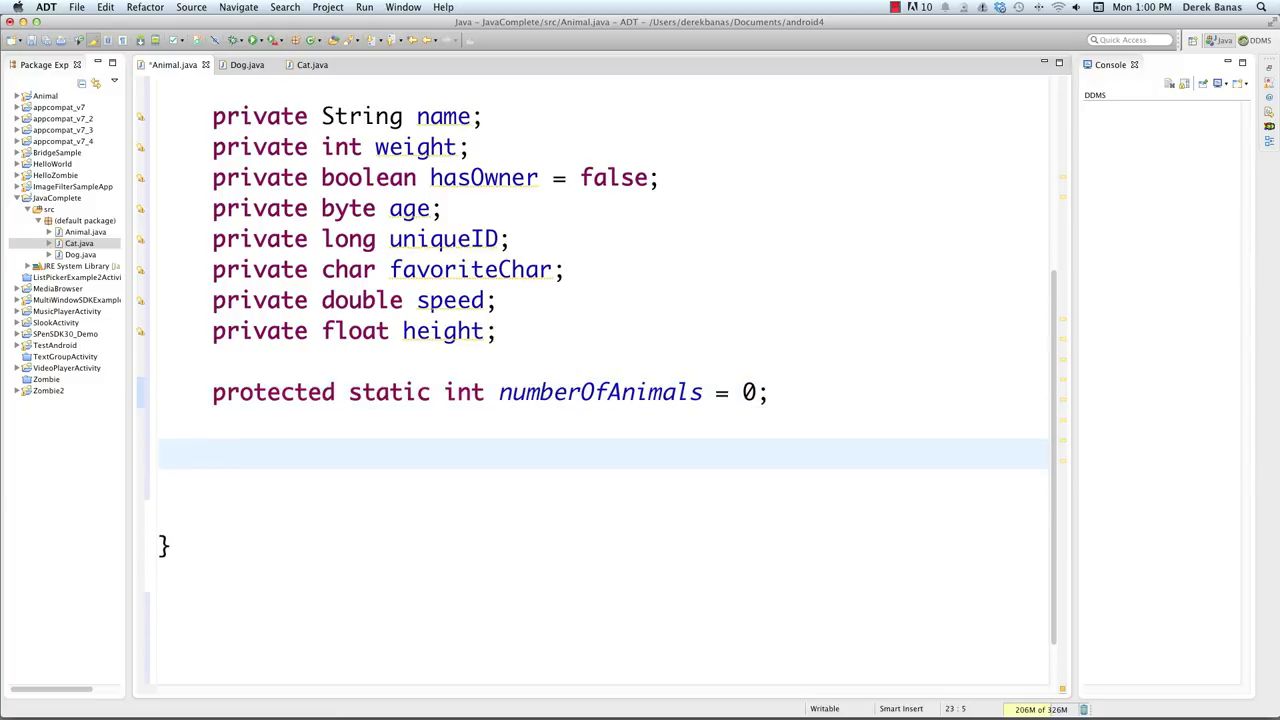 ADT File Edit Refactor Source Navigate Search Project Run Window Help 10 Mon 1:00 PM Derek Banas
Java - JavaComplete/src/Animal.java - ADT - /Users/derekbanas/Documents/android4
Quick Access Java DDMS
Package Exp *Animal.java Dog.java Cat.java Console
DDMS
Animal
appcompat_v7
appcompat_v7_2
appcompat_v7_3
appcompat_v7_4
BridgeSample
HelloWorld
HelloZombie
ImageFilterSampleApp
JavaComplete
src
(default package)
Animal.java
Cat.java
Dog.java
JRE System Library [Ja
ListPickerExample2Activi
MediaBrowser
MultiWindowSDKExample
MusicPlayerActivity
SlookActivity
SPenSDK30_Demo
TestAndroid
TextGroupActivity
VideoPlayerActivity
Zombie
Zombie2
private String name;
private int weight;
private boolean hasOwner = false;
private byte age;
private long uniqueID;
private char favoriteChar;
private double speed;
private float height;
protected static int numberOfAnimals = 0;
}
Writable Smart Insert 23 : 5 206M of 326M